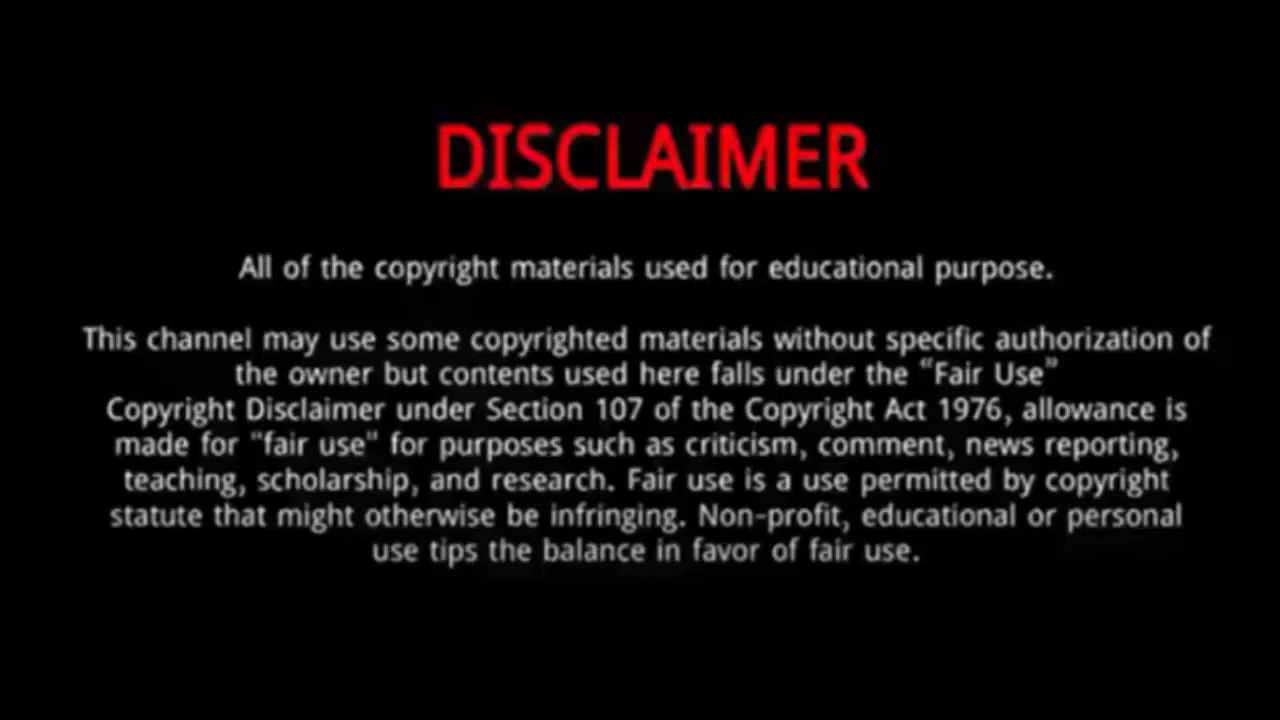 DISCLAIMER
All of the copyright materials used for educational purpose.
This channel may use some copyrighted materials without specific authorization of
the owner but contents used here falls under the “Fair Use”
Copyright Disclaimer under Section 107 of the Copyright Act 1976, allowance is
made for "fair use" for purposes such as criticism, comment, news reporting,
teaching, scholarship, and research. Fair use is a use permitted by copyright
statute that might otherwise be infringing. Non-profit, educational or personal
use tips the balance in favor of fair use.